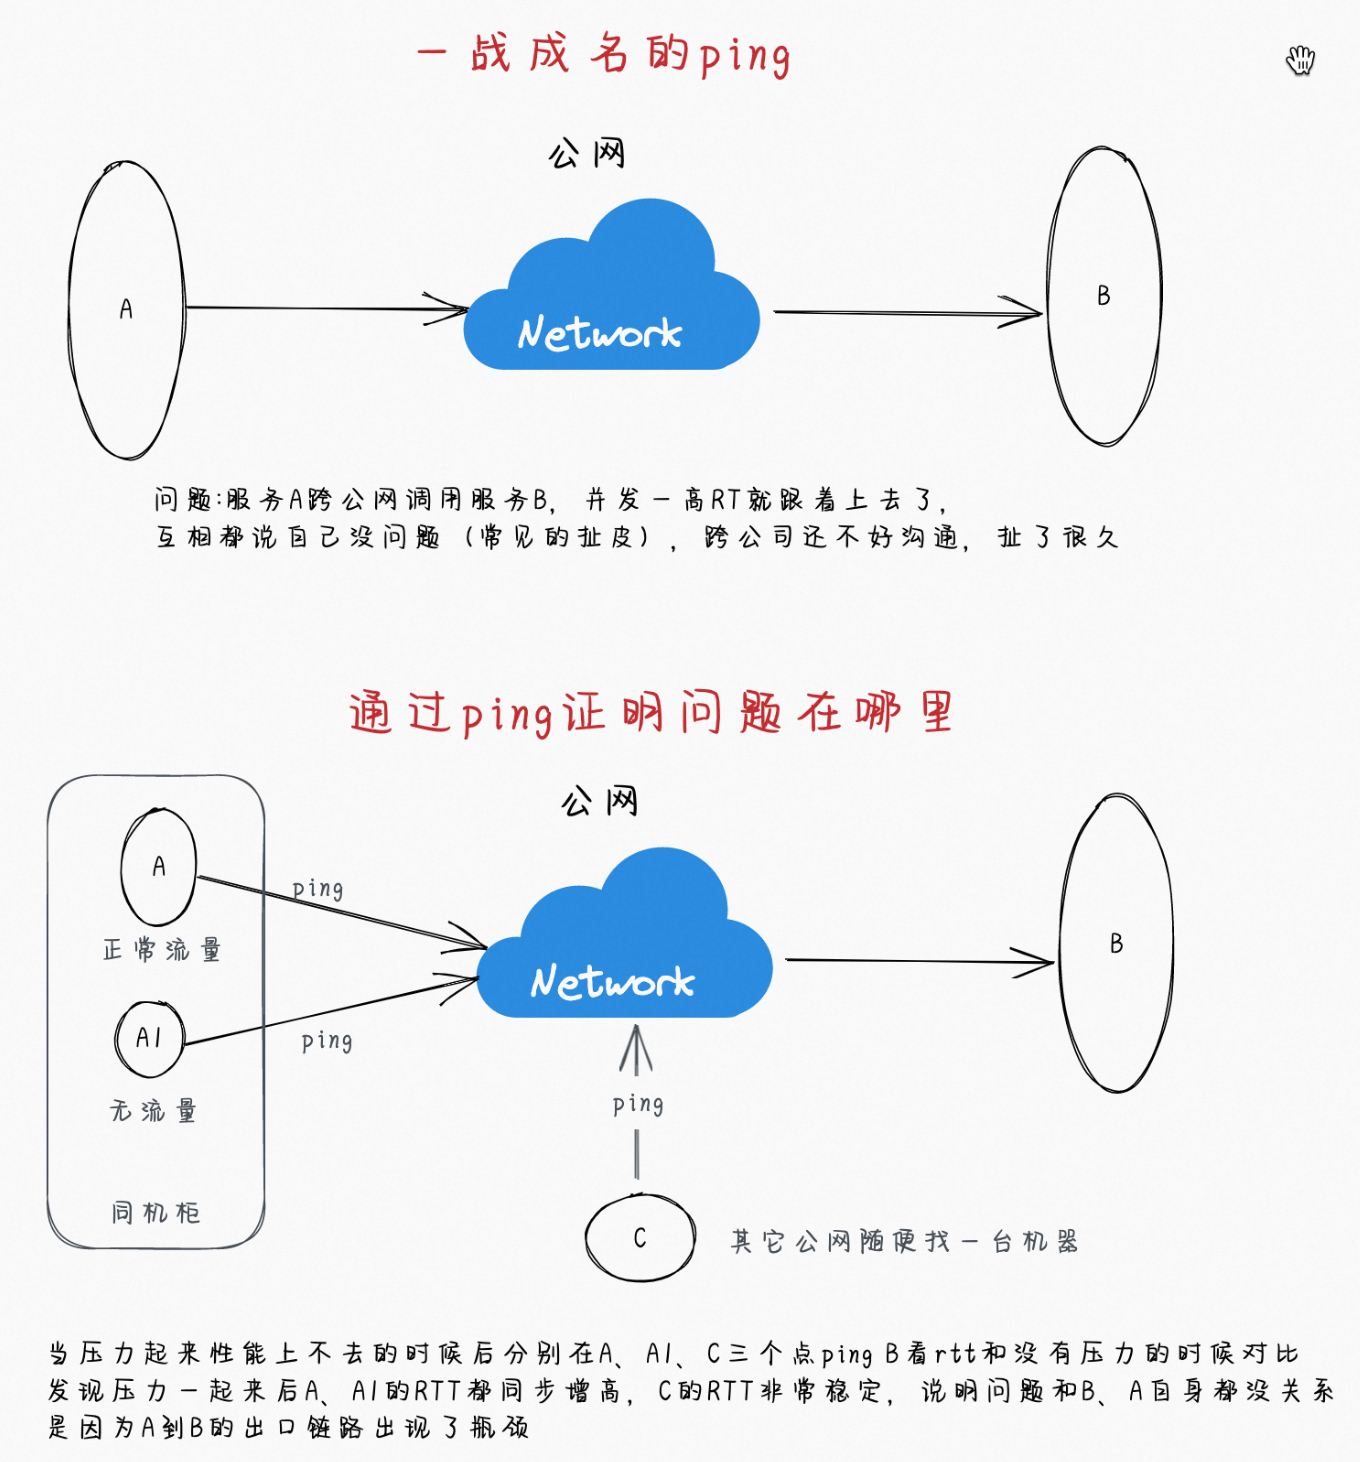 一战成名的ping
公网
A
Network
B
问题:服务A跨公网调用服务B, 并发一高RT就跟着上去了,
互相都说自己没问题 (常见的扯皮) , 跨公司还不好沟通, 扯了很久
通过ping证明问题在哪里
公网
A
ping
正常流量
Network
B
A1
ping
无流量
ping
同机柜
C
其它公网随便找一台机器
当压力起来性能上不去的时候后分别在A、A1、C三个点ping B看rtt和没有压力的时候对比
发现压力一起来后A、A1的RTT都同步增高, C的RTT非常稳定, 说明问题和B、A自身都没关系
是因为A到B的出口链路出现了瓶颈